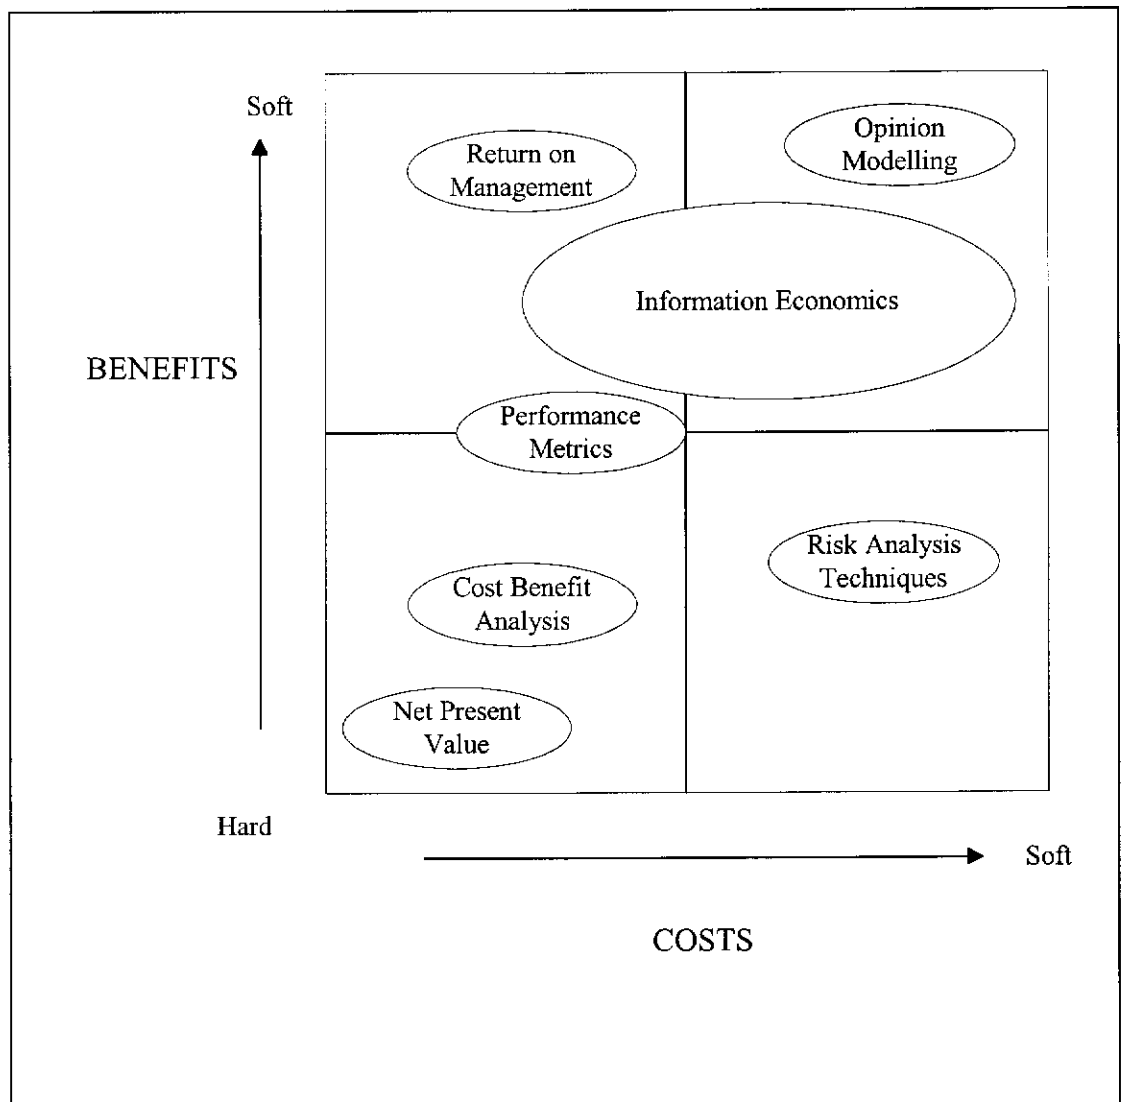 Soft
Opinion
Modelling
Return on
Management
Information Economics
BENEFITS
Performance
Metrics
Risk Analysis
Techniques
Cost Benefit
Analysis
Net Present
Value
Hard
Soft
COSTS